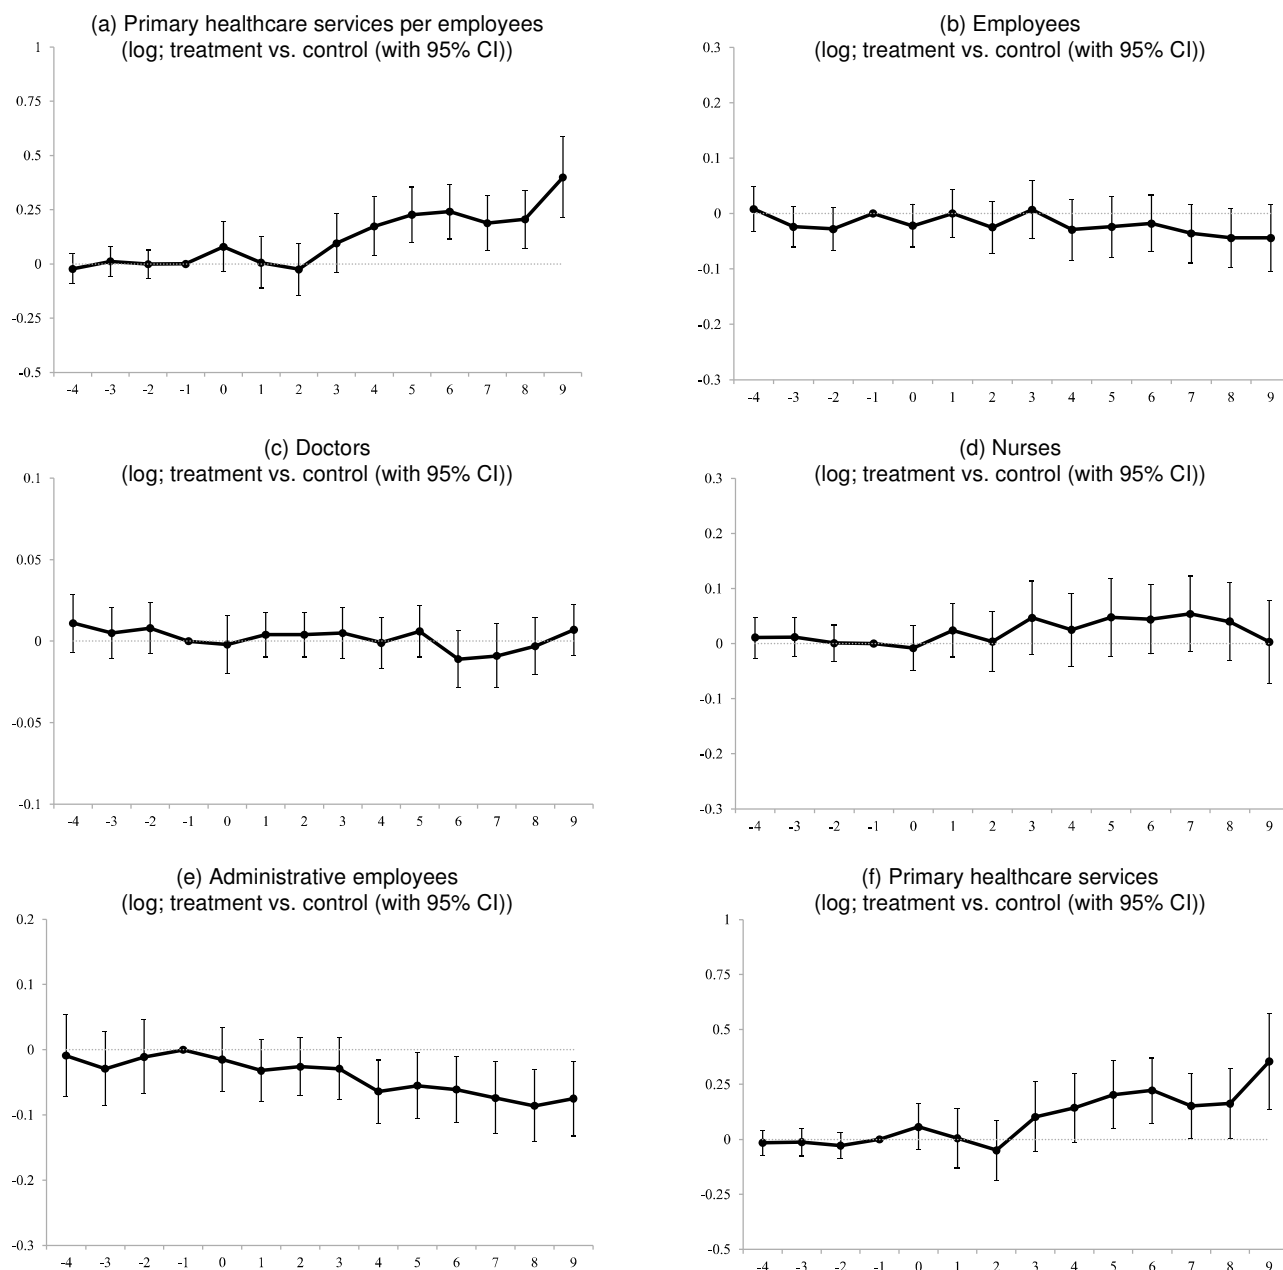 (a) Primary healthcare services per employees
(log; treatment vs. control (with 95% CI))
1
0.75
0.5
0.25
0
-0.25
-0.5
-4 -3 -2 -1 0 1 2 3 4 5 6 7 8 9
(b) Employees
(log; treatment vs. control (with 95% CI))
0.3
0.2
0.1
0
-0.1
-0.2
-0.3
-4 -3 -2 -1 0 1 2 3 4 5 6 7 8 9
(c) Doctors
(log; treatment vs. control (with 95% CI))
0.1
0.05
0
-0.05
-0.1
-4 -3 -2 -1 0 1 2 3 4 5 6 7 8 9
(d) Nurses
(log; treatment vs. control (with 95% CI))
0.3
0.2
0.1
0
-0.1
-0.2
-0.3
-4 -3 -2 -1 0 1 2 3 4 5 6 7 8 9
(e) Administrative employees
(log; treatment vs. control (with 95% CI))
0.2
0.1
0
-0.1
-0.2
-0.3
-4 -3 -2 -1 0 1 2 3 4 5 6 7 8 9
(f) Primary healthcare services
(log; treatment vs. control (with 95% CI))
1
0.75
0.5
0.25
0
-0.25
-0.5
-4 -3 -2 -1 0 1 2 3 4 5 6 7 8 9